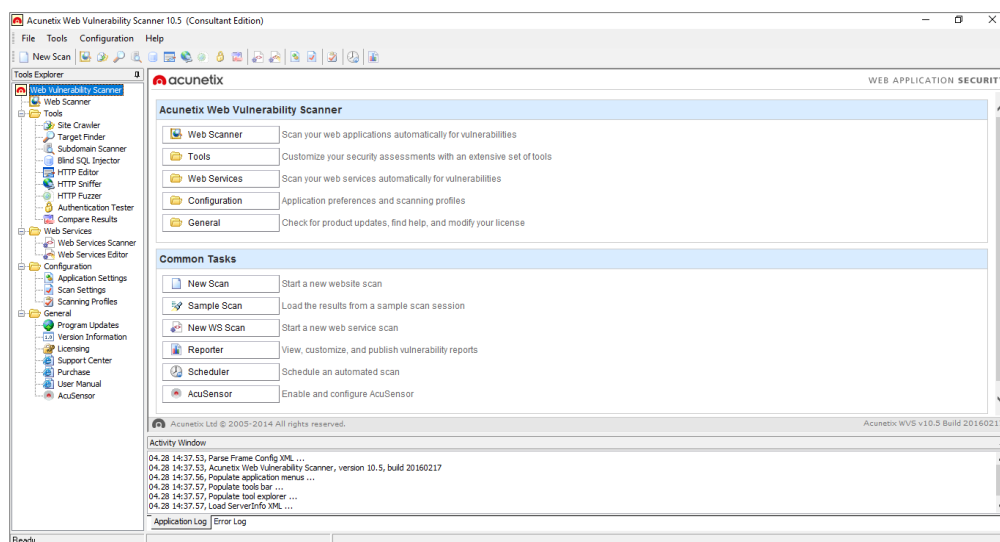 Acunetix Web Vulnerability Scanner 10.5 (Consultant Edition)
File Tools Configuration Help
New Scan
Tools Explorer
Web Vulnerability Scanner
Web Scanner
Tools
Site Crawler
Target Finder
Subdomain Scanner
Blind SQL Injector
HTTP Editor
HTTP Sniffer
HTTP Fuzzer
Authentication Tester
Compare Results
Web Services
Web Services Scanner
Web Services Editor
Configuration
Application Settings
Scan Settings
Scanning Profiles
General
Program Updates
1.0 Version Information
Licensing
Support Center
Purchase
User Manual
AcuSensor
acunetix WEB APPLICATION SECURIT
Acunetix Web Vulnerability Scanner
Web Scanner Scan your web applications automatically for vulnerabilities
Tools Customize your security assessments with an extensive set of tools
Web Services Scan your web services automatically for vulnerabilities
Configuration Application preferences and scanning profiles
General Check for product updates, find help, and modify your license
Common Tasks
New Scan Start a new website scan
Sample Scan Load the results from a sample scan session
New WS Scan Start a new web service scan
Reporter View, customize, and publish vulnerability reports
Scheduler Schedule an automated scan
AcuSensor Enable and configure AcuSensor
Acunetix Ltd © 2005-2014 All rights reserved. Acunetix WVS v10.5 Build 2016021
Activity Window
04.28 14:37.53, Parse Frame Config XML ...
04.28 14:37.53, Acunetix Web Vulnerability Scanner, version 10.5, build 20160217
04.28 14:37.56, Populate application menus ...
04.28 14:37.57, Populate tools bar ...
04.28 14:37.57, Populate tool explorer ...
04.28 14:37.57, Load ServerInfo XML ...
Application Log Error Log
Ready